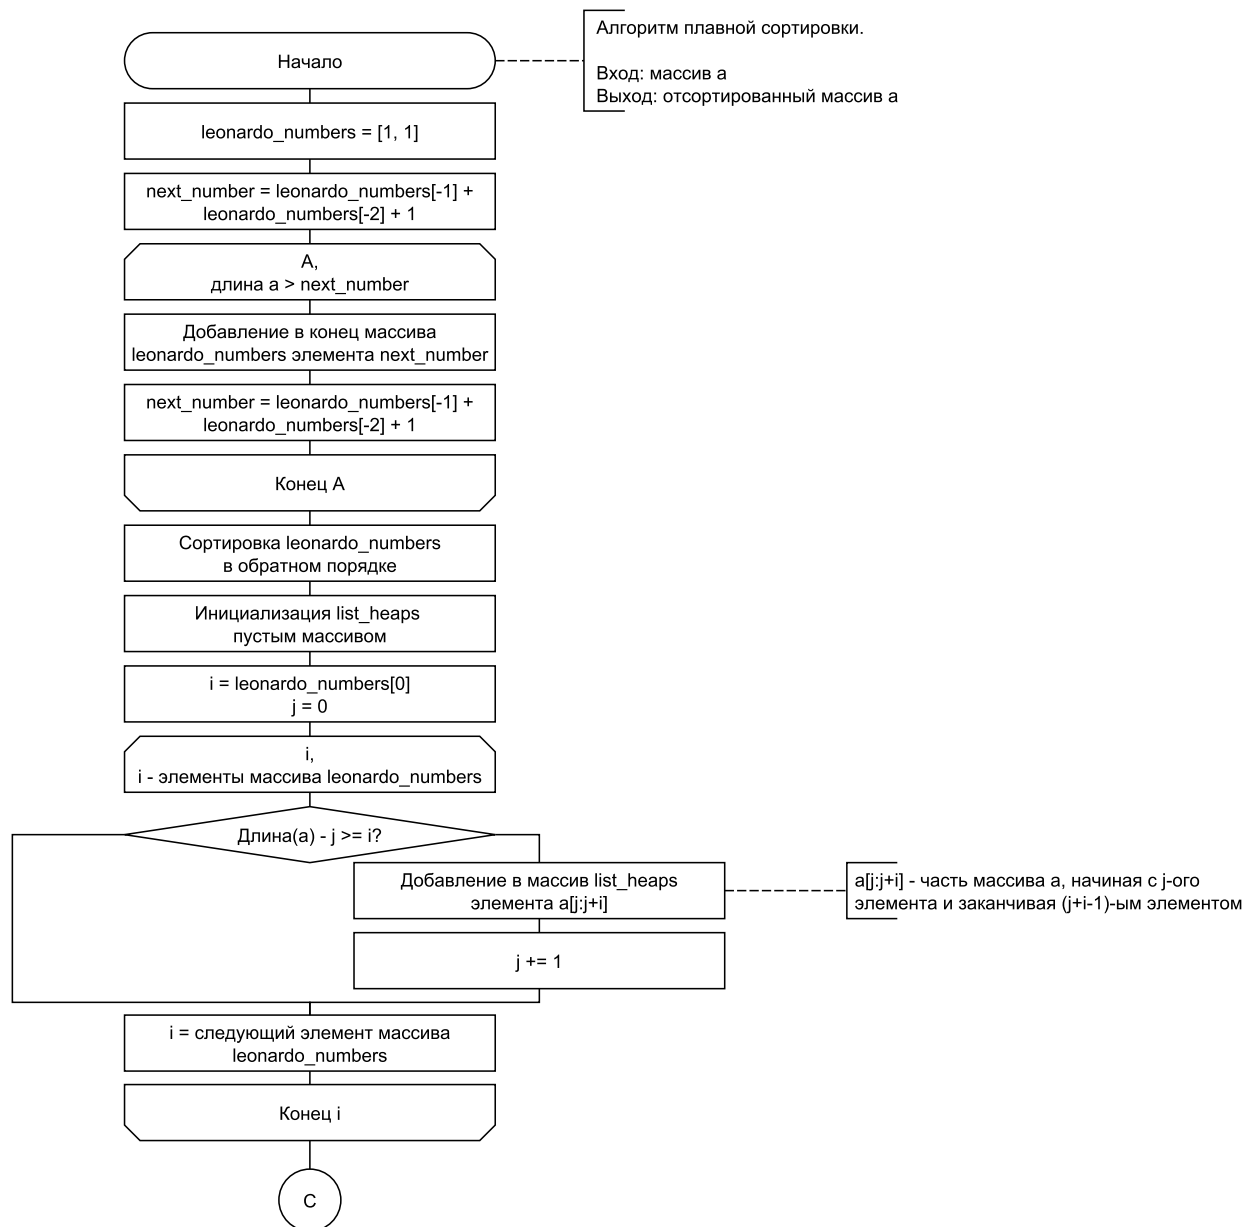 Начало
Алгоритм плавной сортировки.
Вход: массив a
Выход: отсортированный массив a
leonardo_numbers = [1, 1]
next_number = leonardo_numbers[-1] +
leonardo_numbers[-2] + 1
A,
длина a > next_number
Добавление в конец массива
leonardo_numbers элемента next_number
next_number = leonardo_numbers[-1] +
leonardo_numbers[-2] + 1
Конец A
Сортировка leonardo_numbers
в обратном порядке
Инициализация list_heaps
пустым массивом
i = leonardo_numbers[0]
j = 0
i,
i - элементы массива leonardo_numbers
Длина(a) - j >= i?
Добавление в массив list_heaps
элемента a[j:j+i]
a[j:j+i] - часть массива a, начиная с j-ого
элемента и заканчивая (j+i-1)-ым элементом
j += 1
i = следующий элемент массива
leonardo_numbers
Конец i
C